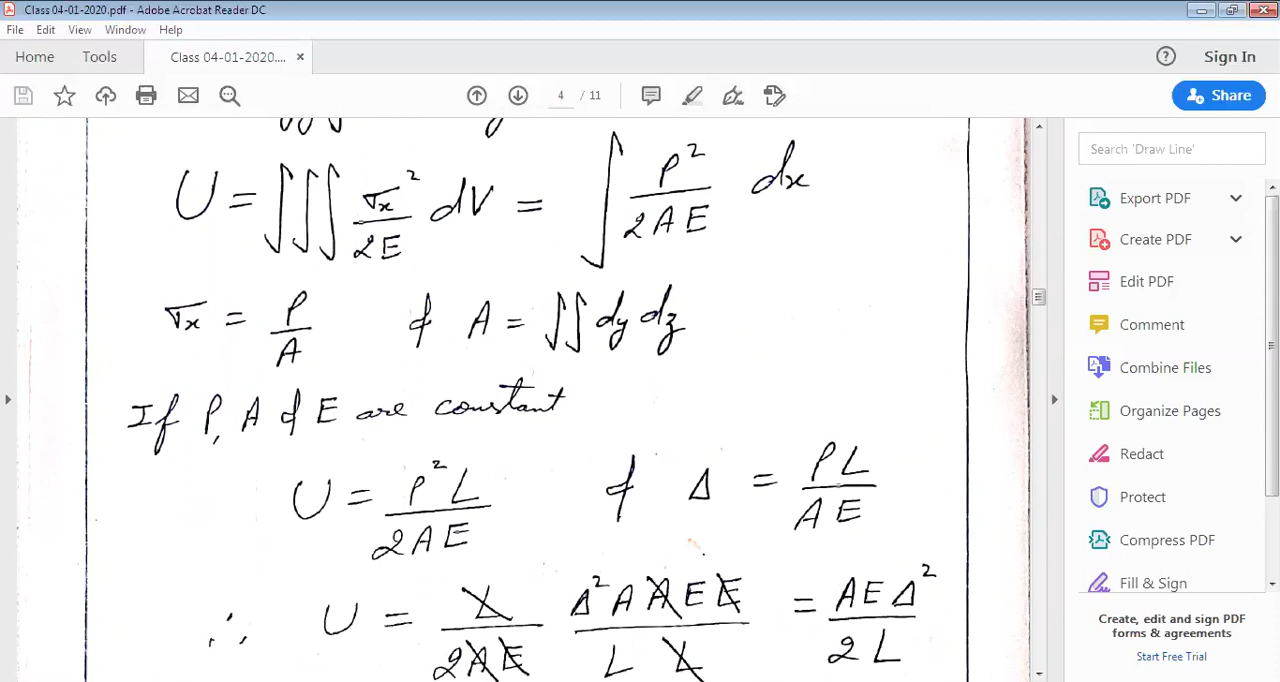 Class 04-01-2020.pdf - Adobe Acrobat Reader DC
File Edit View Window Help
Home Tools Class 04-01-2020.... × ? Sign In
4 / 11 Share
U = ∭ σx²/2E dV = ∫ P²/2AE dx
σx = P/A & A = ∬ dy dz
If P, A & E are constant
U = P²L/2AE & Δ = PL/AE
∴ U = L/2AE Δ²AAEE/LL = AEΔ²/2L
Search 'Draw Line'
Export PDF
Create PDF
Edit PDF
Comment
Combine Files
Organize Pages
Redact
Protect
Compress PDF
Fill & Sign
Create, edit and sign PDF
forms & agreements
Start Free Trial